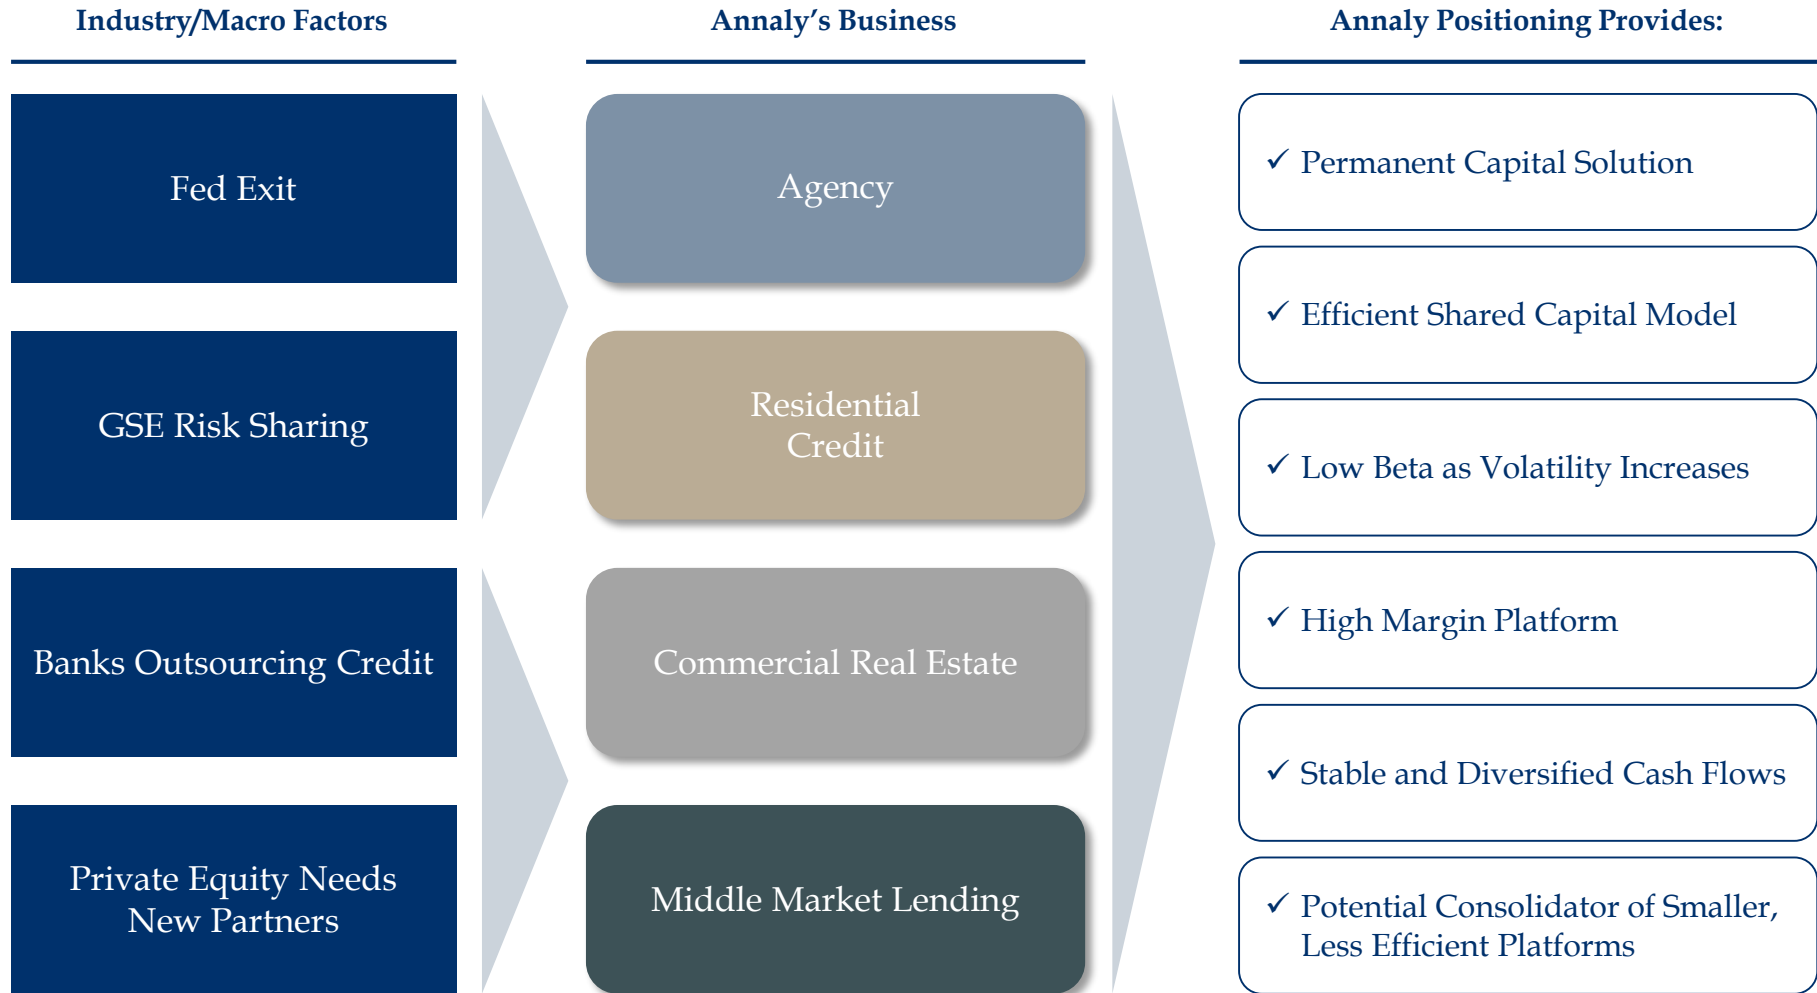 Industry/Macro Factors
Annaly’s Business
Annaly Positioning Provides:
Fed Exit
GSE Risk Sharing
Banks Outsourcing Credit
Private Equity Needs
New Partners
Agency
Residential
Credit
Commercial Real Estate
Middle Market Lending
✓ Permanent Capital Solution
✓ Efficient Shared Capital Model
✓ Low Beta as Volatility Increases
✓ High Margin Platform
✓ Stable and Diversified Cash Flows
✓ Potential Consolidator of Smaller,
Less Efficient Platforms